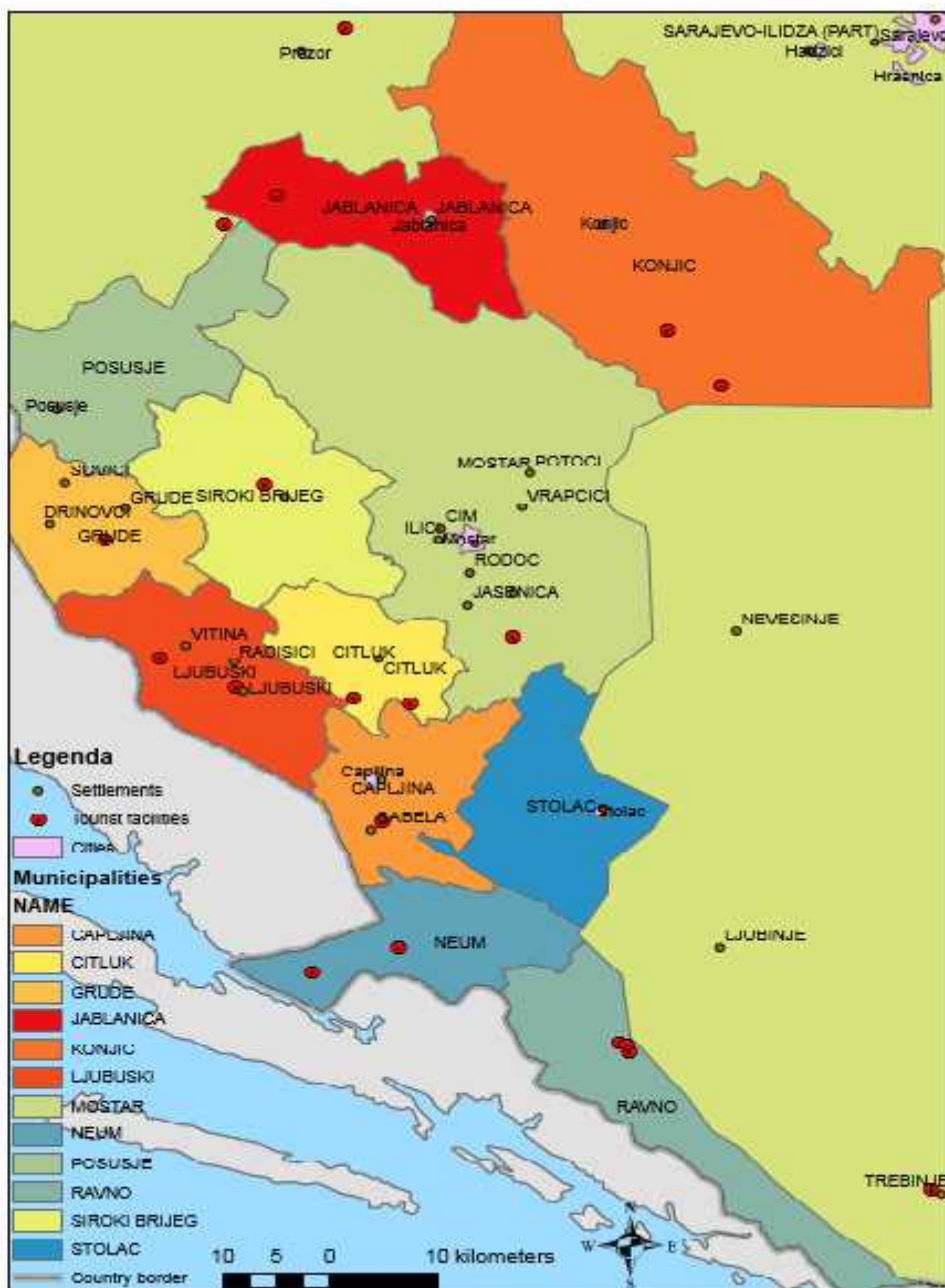 SARAJEVO-ILIDZA (PART)
Sarajevo
Prozor
Hadzici
Hrasnica
JABLANICA JABLANICA
Jablanica
Konjic
KONJIC
POSUSJE
Posusje
SOVICI
GRUDE
DRINOVCI
GRUDE
SIROKI BRIJEG
MOSTAR POTOCI
VRAPCICI
CIM
ILICI
Mostar
RODOC
JASENICA
NEVESINJE
VITINA
RACISICI
CITLUK
CITLUK
LJUBUSKI
LJUBUSKI
Capljina
CAPLJINA
GABELA
STOLAC
Stolac
NEUM
LJUBINJE
RAVNO
TREBINJE
Legenda
Settlements
Tourist facilities
Cities
Municipalities
NAME
CAPLJINA
CITLUK
GRUDE
JABLANICA
KONJIC
LJUBUSKI
MOSTAR
NEUM
POSUSJE
RAVNO
SIROKI BRIJEG
STOLAC
Country border
10 5 0 10 kilometers
N
W E
S